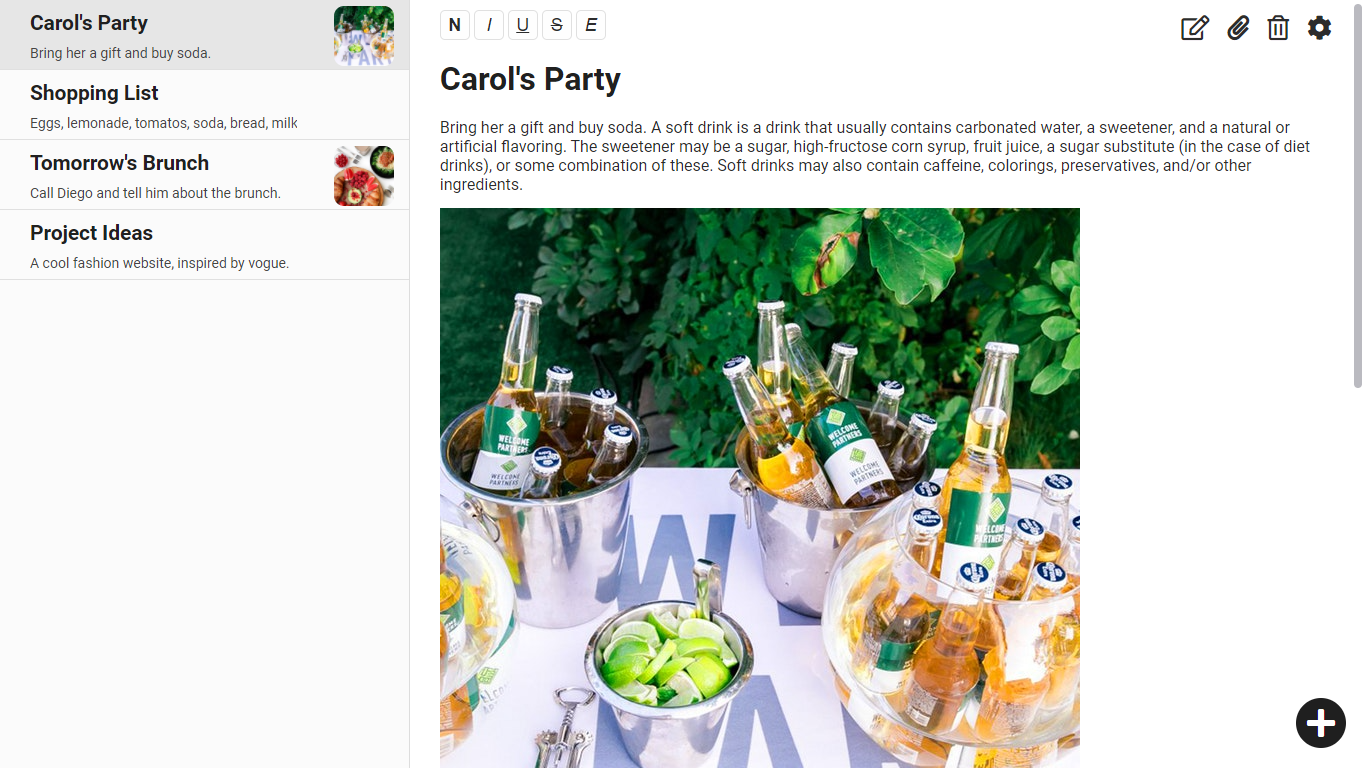 Carol's Party
Bring her a gift and buy soda.
Shopping List
Eggs, lemonade, tomatos, soda, bread, milk
Tomorrow's Brunch
Call Diego and tell him about the brunch.
Project Ideas
A cool fashion website, inspired by vogue.
N I U S E
Carol's Party
Bring her a gift and buy soda. A soft drink is a drink that usually contains carbonated water, a sweetener, and a natural or
artificial flavoring. The sweetener may be a sugar, high-fructose corn syrup, fruit juice, a sugar substitute (in the case of diet
drinks), or some combination of these. Soft drinks may also contain caffeine, colorings, preservatives, and/or other
ingredients.
WELCOME
PARTNERS
WELCOME
PARTNERS
WELCOME
PARTNERS
WELCOME
PARTNERS
WELCOME
PARTNERS